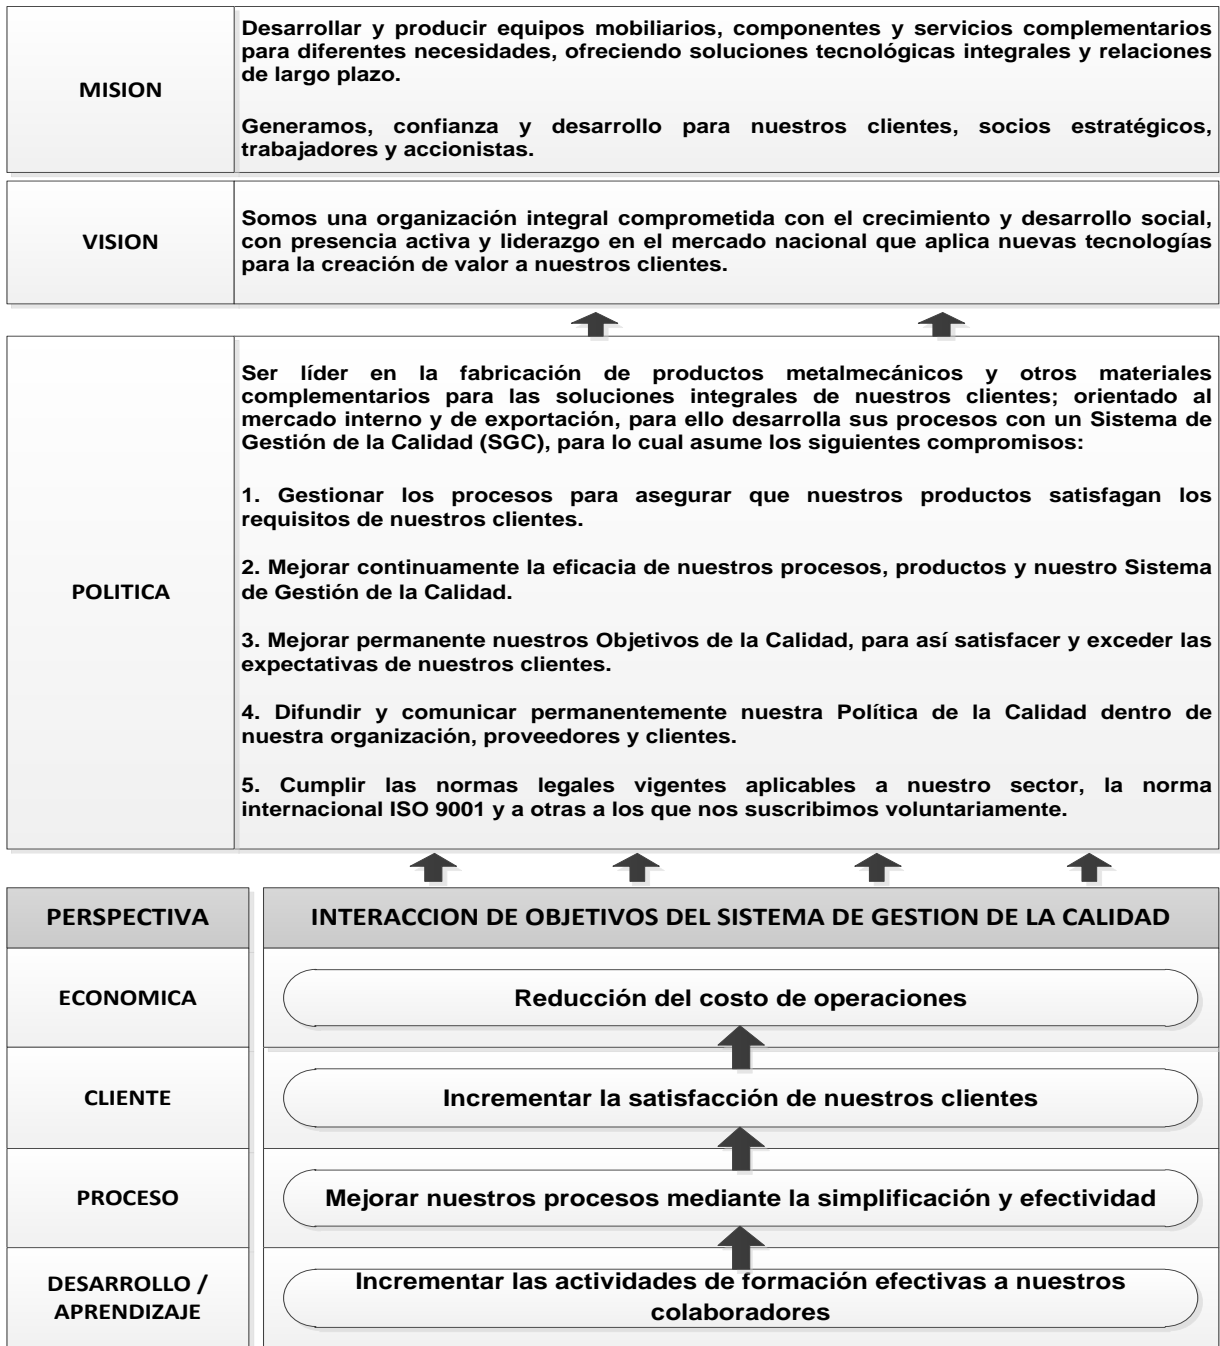 MISION
Desarrollar y producir equipos mobiliarios, componentes y servicios complementarios
para diferentes necesidades, ofreciendo soluciones tecnológicas integrales y relaciones
de largo plazo.
Generamos, confianza y desarrollo para nuestros clientes, socios estratégicos,
trabajadores y accionistas.
VISION
Somos una organización integral comprometida con el crecimiento y desarrollo social,
con presencia activa y liderazgo en el mercado nacional que aplica nuevas tecnologías
para la creación de valor a nuestros clientes.
POLITICA
Ser líder en la fabricación de productos metalmecánicos y otros materiales
complementarios para las soluciones integrales de nuestros clientes; orientado al
mercado interno y de exportación, para ello desarrolla sus procesos con un Sistema de
Gestión de la Calidad (SGC), para lo cual asume los siguientes compromisos:
1. Gestionar los procesos para asegurar que nuestros productos satisfagan los
requisitos de nuestros clientes.
2. Mejorar continuamente la eficacia de nuestros procesos, productos y nuestro Sistema
de Gestión de la Calidad.
3. Mejorar permanente nuestros Objetivos de la Calidad, para así satisfacer y exceder las
expectativas de nuestros clientes.
4. Difundir y comunicar permanentemente nuestra Política de la Calidad dentro de
nuestra organización, proveedores y clientes.
5. Cumplir las normas legales vigentes aplicables a nuestro sector, la norma
internacional ISO 9001 y a otras a los que nos suscribimos voluntariamente.
PERSPECTIVA
INTERACCION DE OBJETIVOS DEL SISTEMA DE GESTION DE LA CALIDAD
ECONOMICA
Reducción del costo de operaciones
CLIENTE
Incrementar la satisfacción de nuestros clientes
PROCESO
Mejorar nuestros procesos mediante la simplificación y efectividad
DESARROLLO /
APRENDIZAJE
Incrementar las actividades de formación efectivas a nuestros
colaboradores